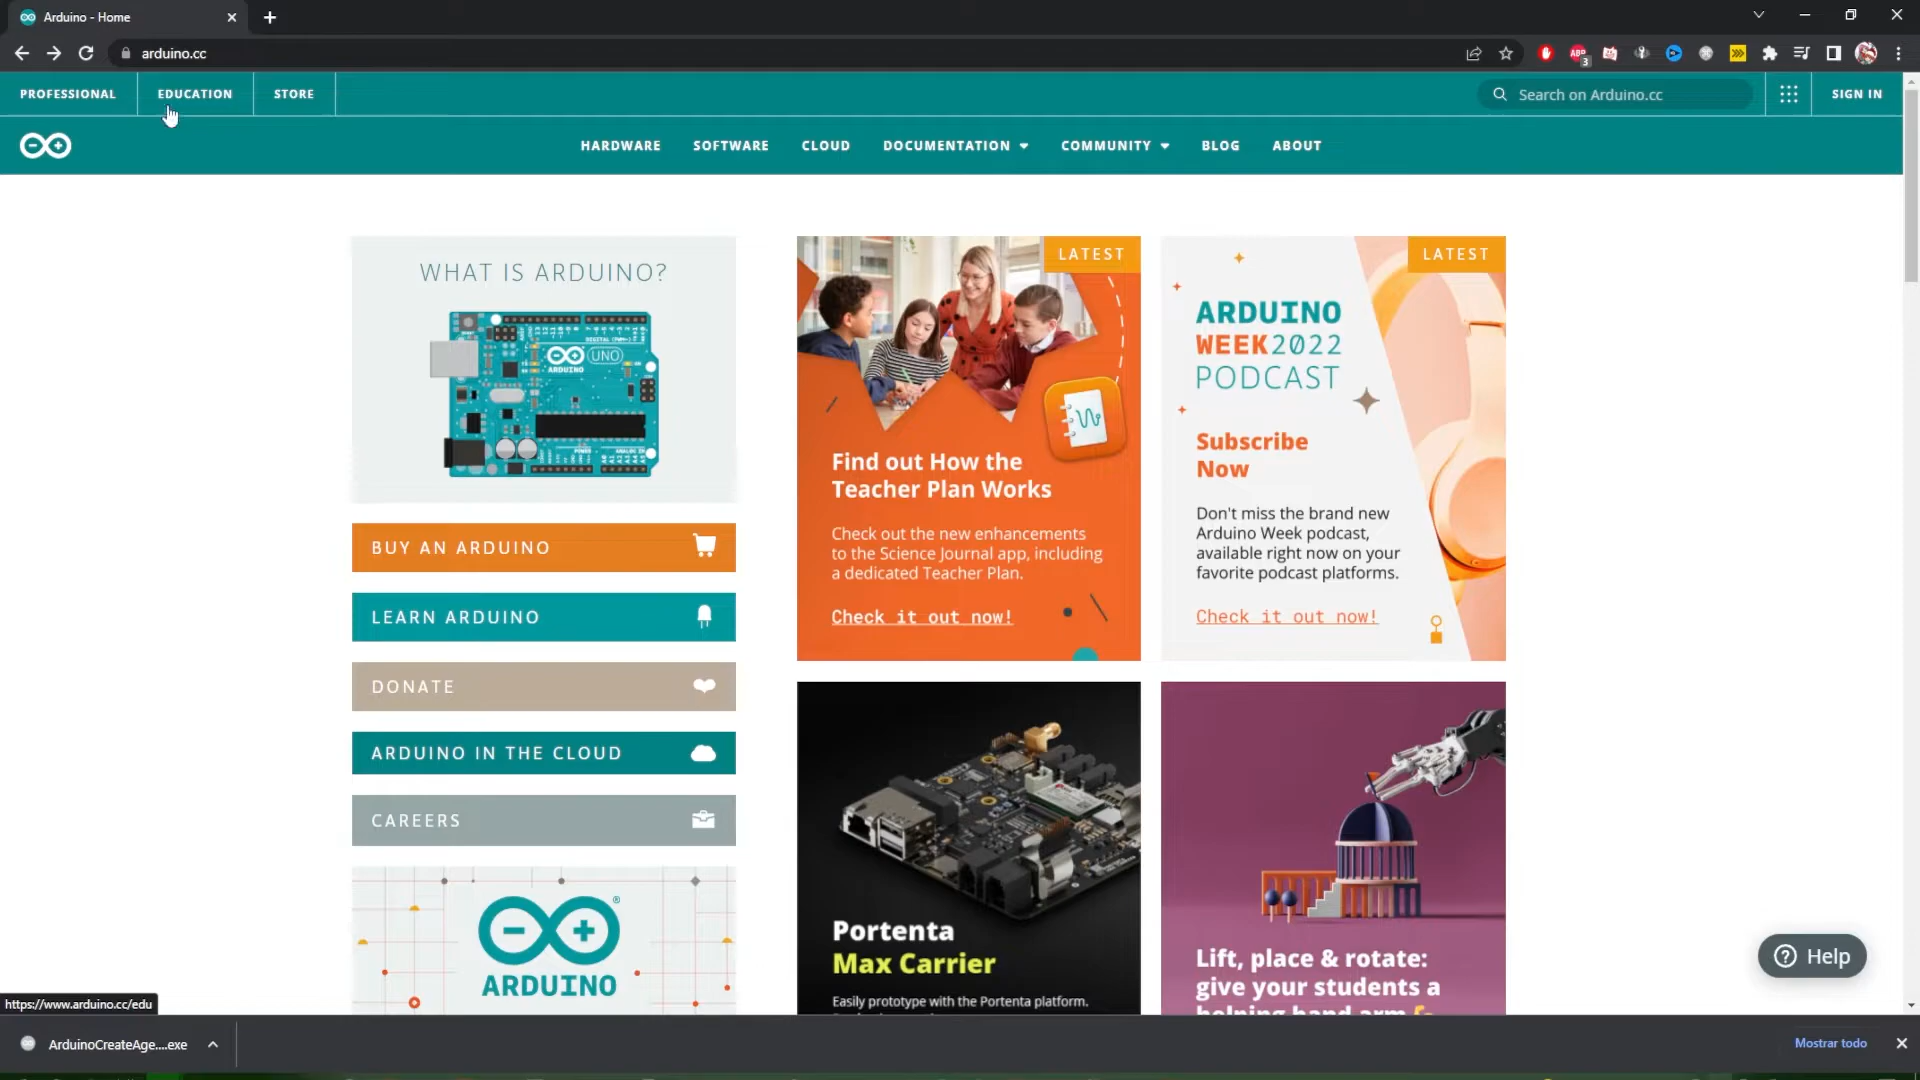 Arduino - Home
arduino.cc
ABP
3
PROFESSIONAL
EDUCATION
STORE
Search on Arduino.cc
SIGN IN
HARDWARE
SOFTWARE
CLOUD
DOCUMENTATION
COMMUNITY
BLOG
ABOUT
WHAT IS ARDUINO?
UNO
ARDUINO
BUY AN ARDUINO
LEARN ARDUINO
DONATE
ARDUINO IN THE CLOUD
CAREERS
ARDUINO
®
LATEST
Find out How the
Teacher Plan Works
Check out the new enhancements
to the Science Journal app, including
a dedicated Teacher Plan.
Check it out now!
LATEST
ARDUINO
WEEK2022
PODCAST
Subscribe
Now
Don't miss the brand new
Arduino Week podcast,
available right now on your
favorite podcast platforms.
Check it out now!
Portenta
Max Carrier
Easily prototype with the Portenta platform.
Lift, place & rotate:
give your students a
helping hand arm
Help
https://www.arduino.cc/edu
ArduinoCreateAge....exe
Mostrar todo